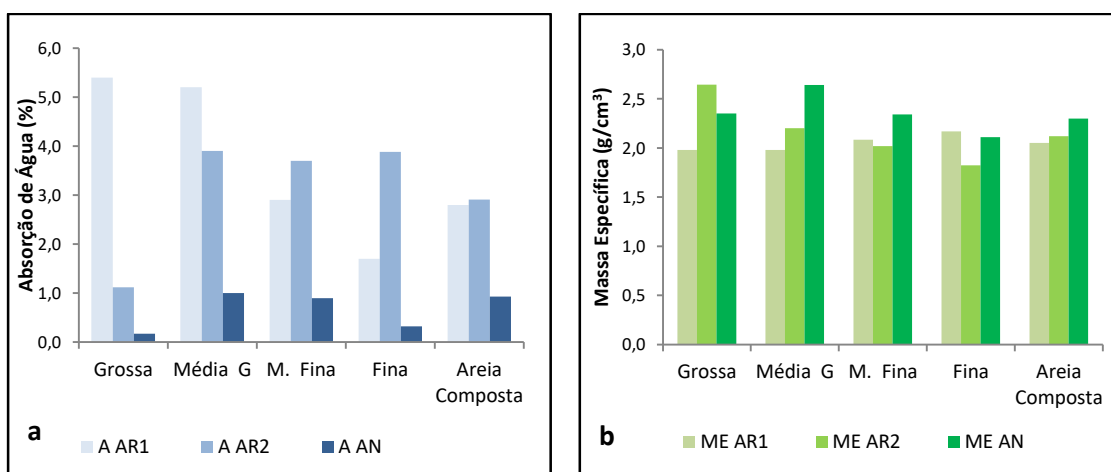 Absorção de Água (%)
6,0
5,0
4,0
3,0
2,0
1,0
0,0
Grossa Média G M. Fina Fina Areia
Composta
a
A AR1 A AR2 A AN
Massa Específica (g/cm³)
3,0
2,5
2,0
1,5
1,0
0,5
0,0
Grossa Média G M. Fina Fina Areia
Composta
b
ME AR1 ME AR2 ME AN